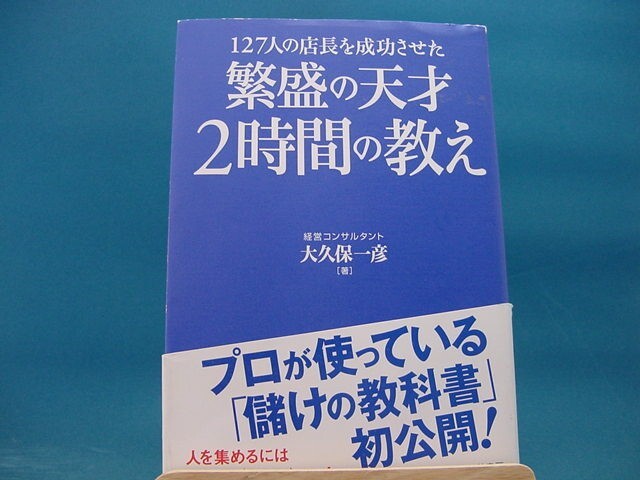 127人の店長を成功させた
繁盛の天才
2時間の教え
経営コンサルタント
大久保一彦
[著]
プロが使っている
「儲けの教科書」
初公開!
人を集めるには